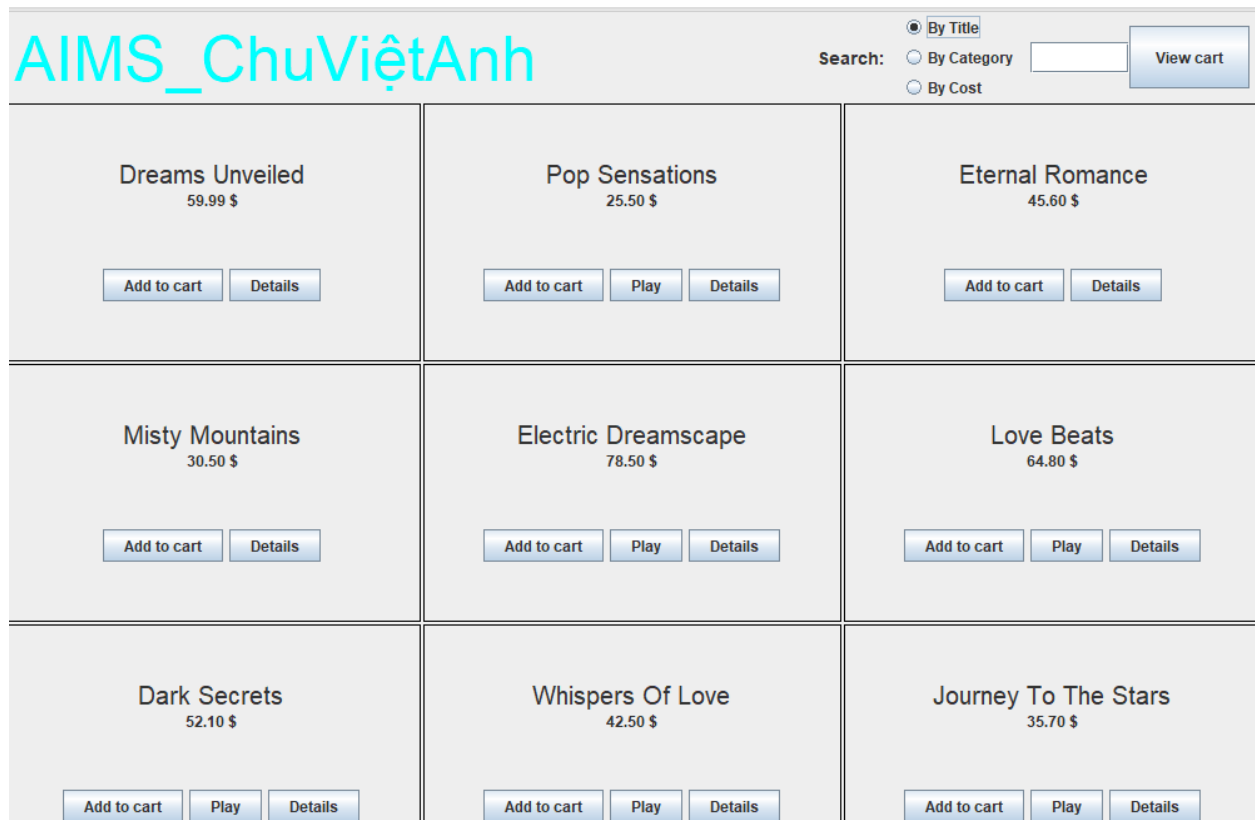 AIMS_ChuViệtAnh
Search:
By Title
By Category
By Cost
View cart
Dreams Unveiled
59.99 $
Add to cart Details
Pop Sensations
25.50 $
Add to cart Play Details
Eternal Romance
45.60 $
Add to cart Details
Misty Mountains
30.50 $
Add to cart Details
Electric Dreamscape
78.50 $
Add to cart Play Details
Love Beats
64.80 $
Add to cart Play Details
Dark Secrets
52.10 $
Add to cart Play Details
Whispers Of Love
42.50 $
Add to cart Play Details
Journey To The Stars
35.70 $
Add to cart Play Details